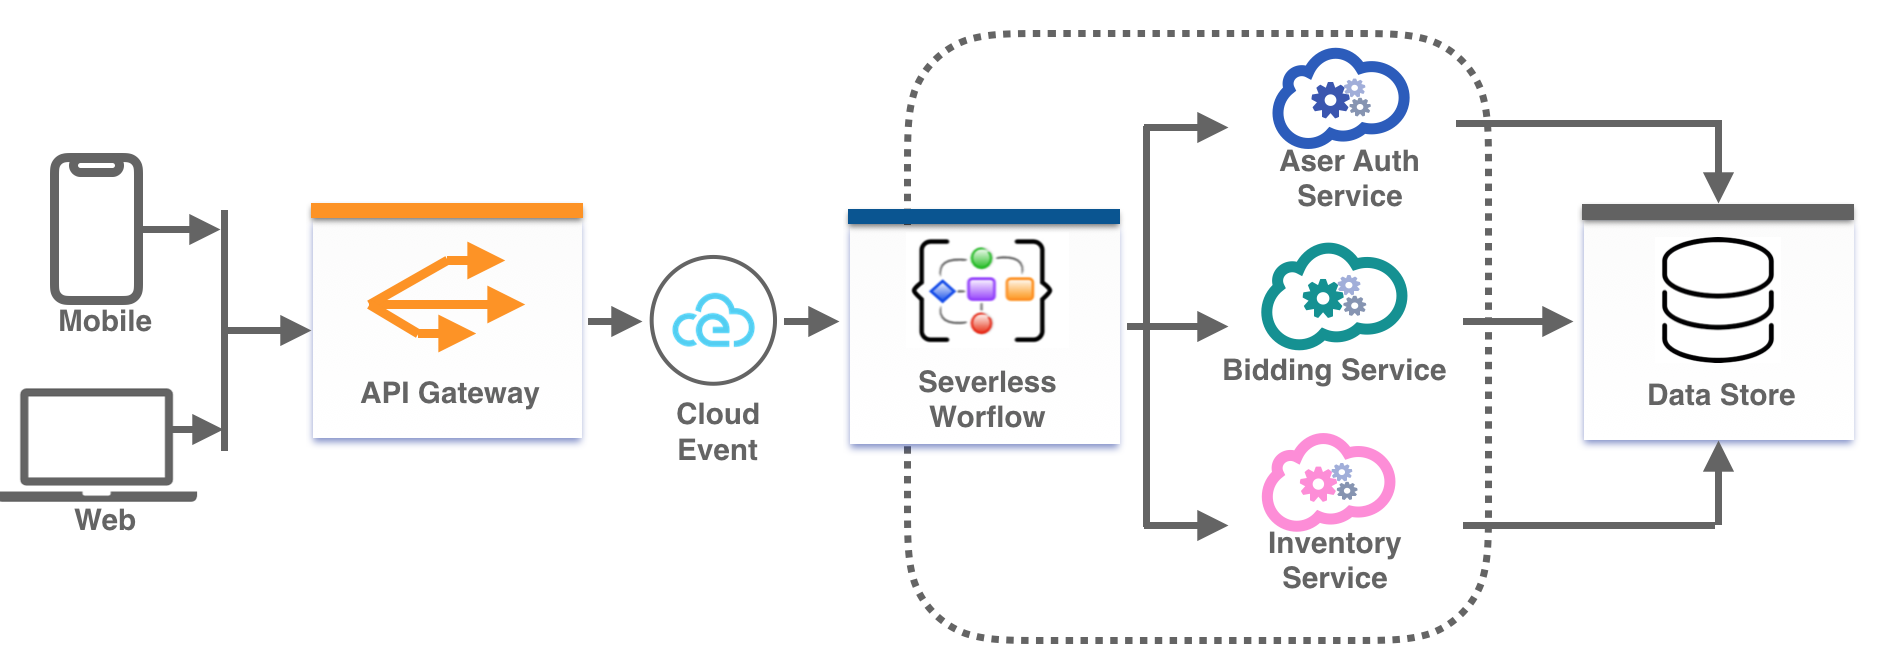 Mobile
Web
API Gateway
Cloud
Event
Severless
Worflow
Aser Auth
Service
Bidding Service
Inventory
Service
Data Store